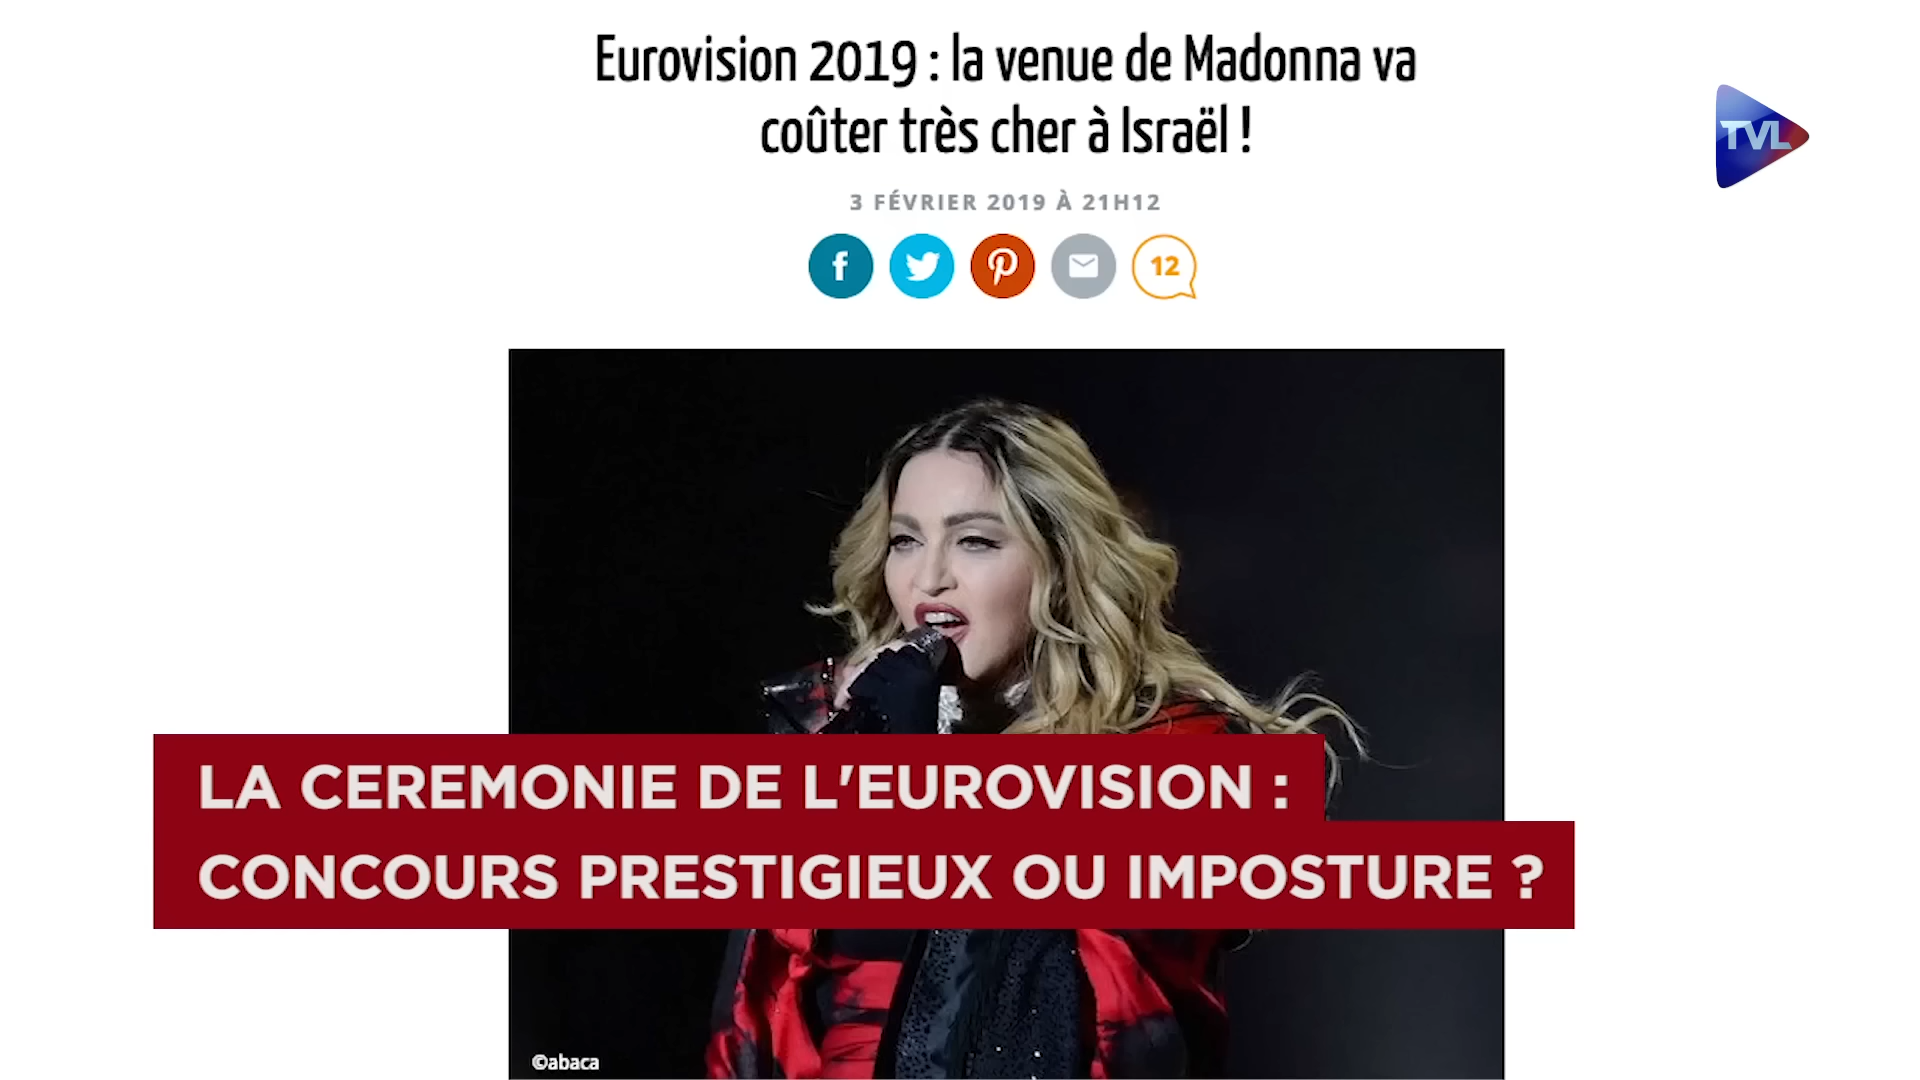 Eurovision 2019 : la venue de Madonna va
coûter très cher à Israël !
TVL
3 FÉVRIER 2019 À 21H12
f
12
LA CEREMONIE DE L'EUROVISION :
CONCOURS PRESTIGIEUX OU IMPOSTURE ?
©abaca